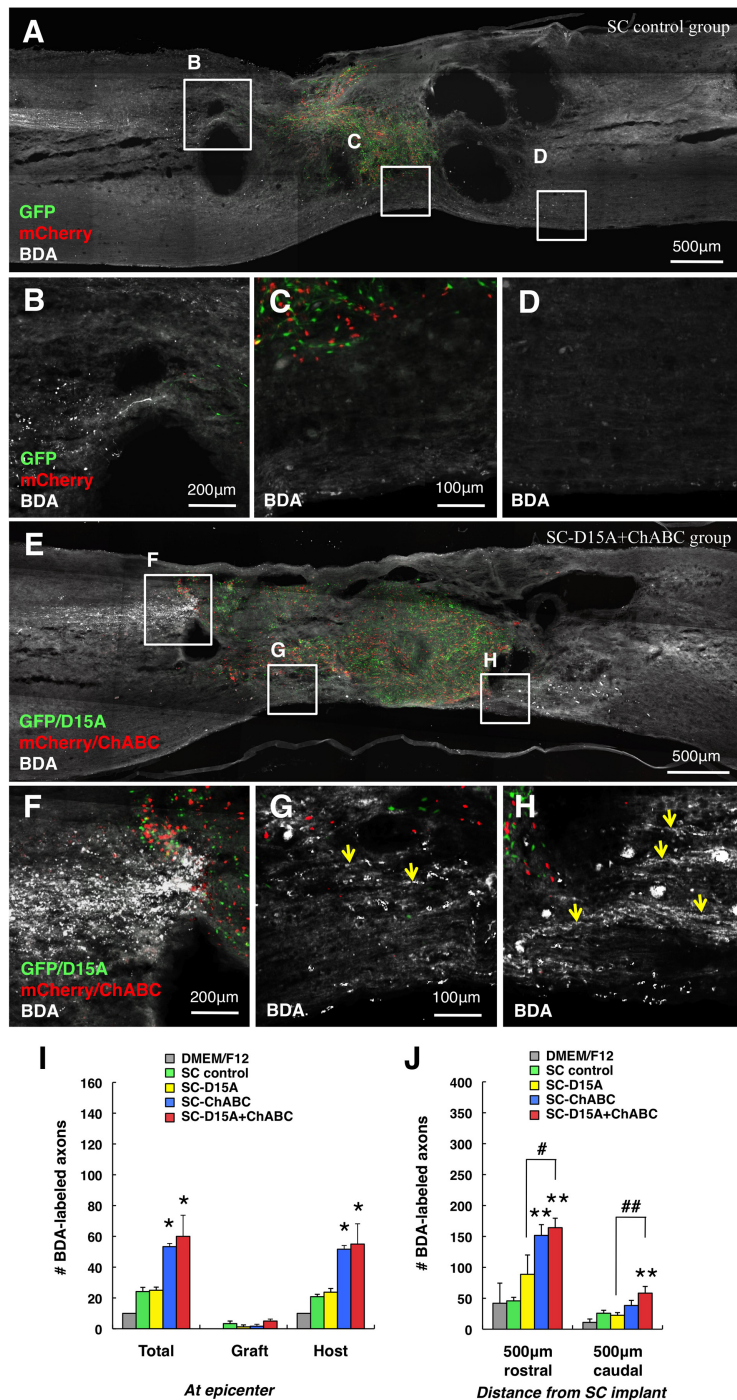 A
SC control group
B
C
D
GFP
mCherry
BDA
500µm
B
C
D
GFP
mCherry
BDA
200µm
BDA
100µm
BDA
E
SC-D15A+ChABC group
F
G
H
GFP/D15A
mCherry/ChABC
BDA
500µm
F
G
H
GFP/D15A
mCherry/ChABC
BDA
200µm
BDA
100µm
BDA
I
DMEM/F12
SC control
SC-D15A
SC-ChABC
SC-D15A+ChABC
# BDA-labeled axons
160
140
120
100
80
60
40
20
0
* *
* *
Total Graft Host
At epicenter
J
DMEM/F12
SC control
SC-D15A
SC-ChABC
SC-D15A+ChABC
# BDA-labeled axons
400
350
300
250
200
150
100
50
0
#
** **
##
**
500µm rostral
500µm caudal
Distance from SC implant